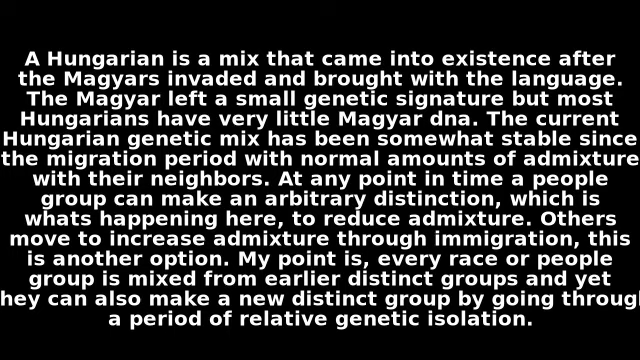 A Hungarian is a mix that came into existence after
the Magyars invaded and brought with the language.
The Magyar left a small genetic signature but most
Hungarians have very little Magyar dna. The current
Hungarian genetic mix has been somewhat stable since
the migration period with normal amounts of admixture
with their neighbors. At any point in time a people
group can make an arbitrary distinction, which is
whats happening here, to reduce admixture. Others
move to increase admixture through immigration, this
is another option. My point is, every race or people
group is mixed from earlier distinct groups and yet
they can also make a new distinct group by going through
a period of relative genetic isolation.